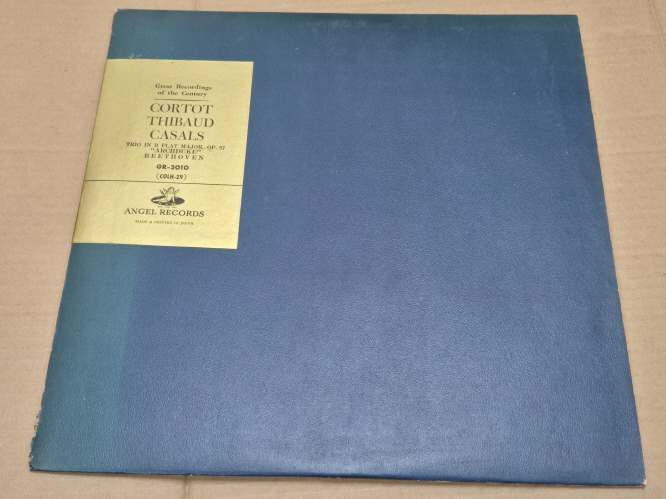 Great Recordings
of the Century
CORTOT
THIBAUD
CASALS
TRIO IN B FLAT MAJOR, OP. 97
"ARCHDUKE"
BEETHOVEN
GR-2010
(COLH-29)
ANGEL RECORDS
MADE & PRINTED IN JAPAN